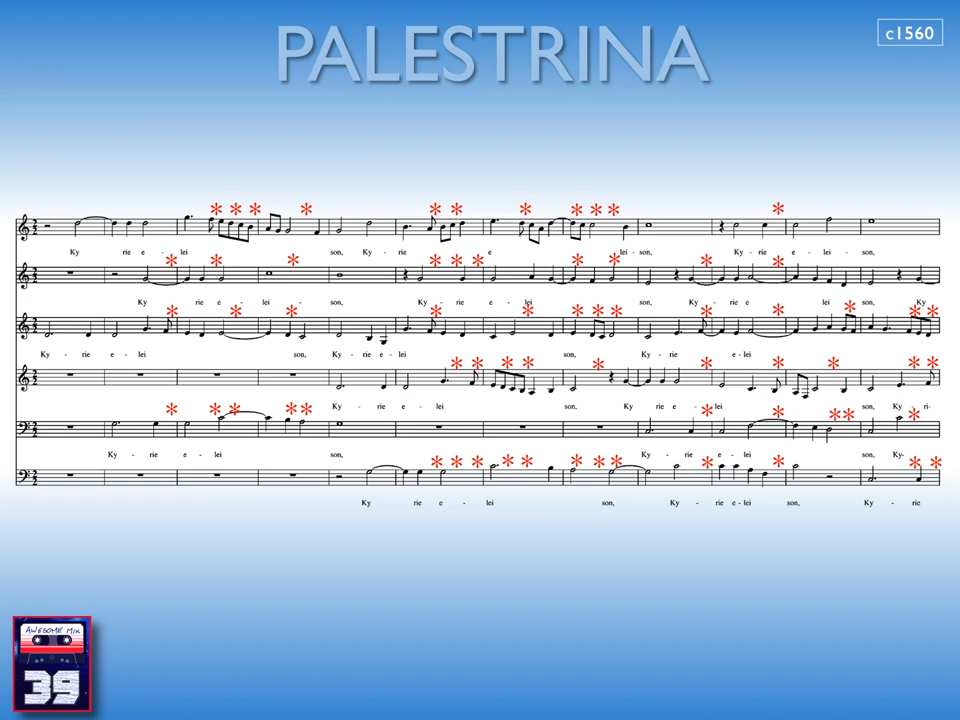 PALESTRINA
c1560
Ky - rie e - lei son, Ky - rie e lei - son, Ky - rie e - lei - son,
Ky rie e - lei - son, Ky - rie e - lei son, Ky - rie e lei son, Ky
Ky - rie e - lei son, Ky - rie e - lei son, Ky - rie e - lei
Ky - rie e - lei son, Ky rie e - lei son, Ky ri-
Ky - rie e - lei son, Ky - rie e - lei son, Ky-
Ky rie e - lei son, Ky - rie e - lei son, Ky - rie
AWESOME MIX
39